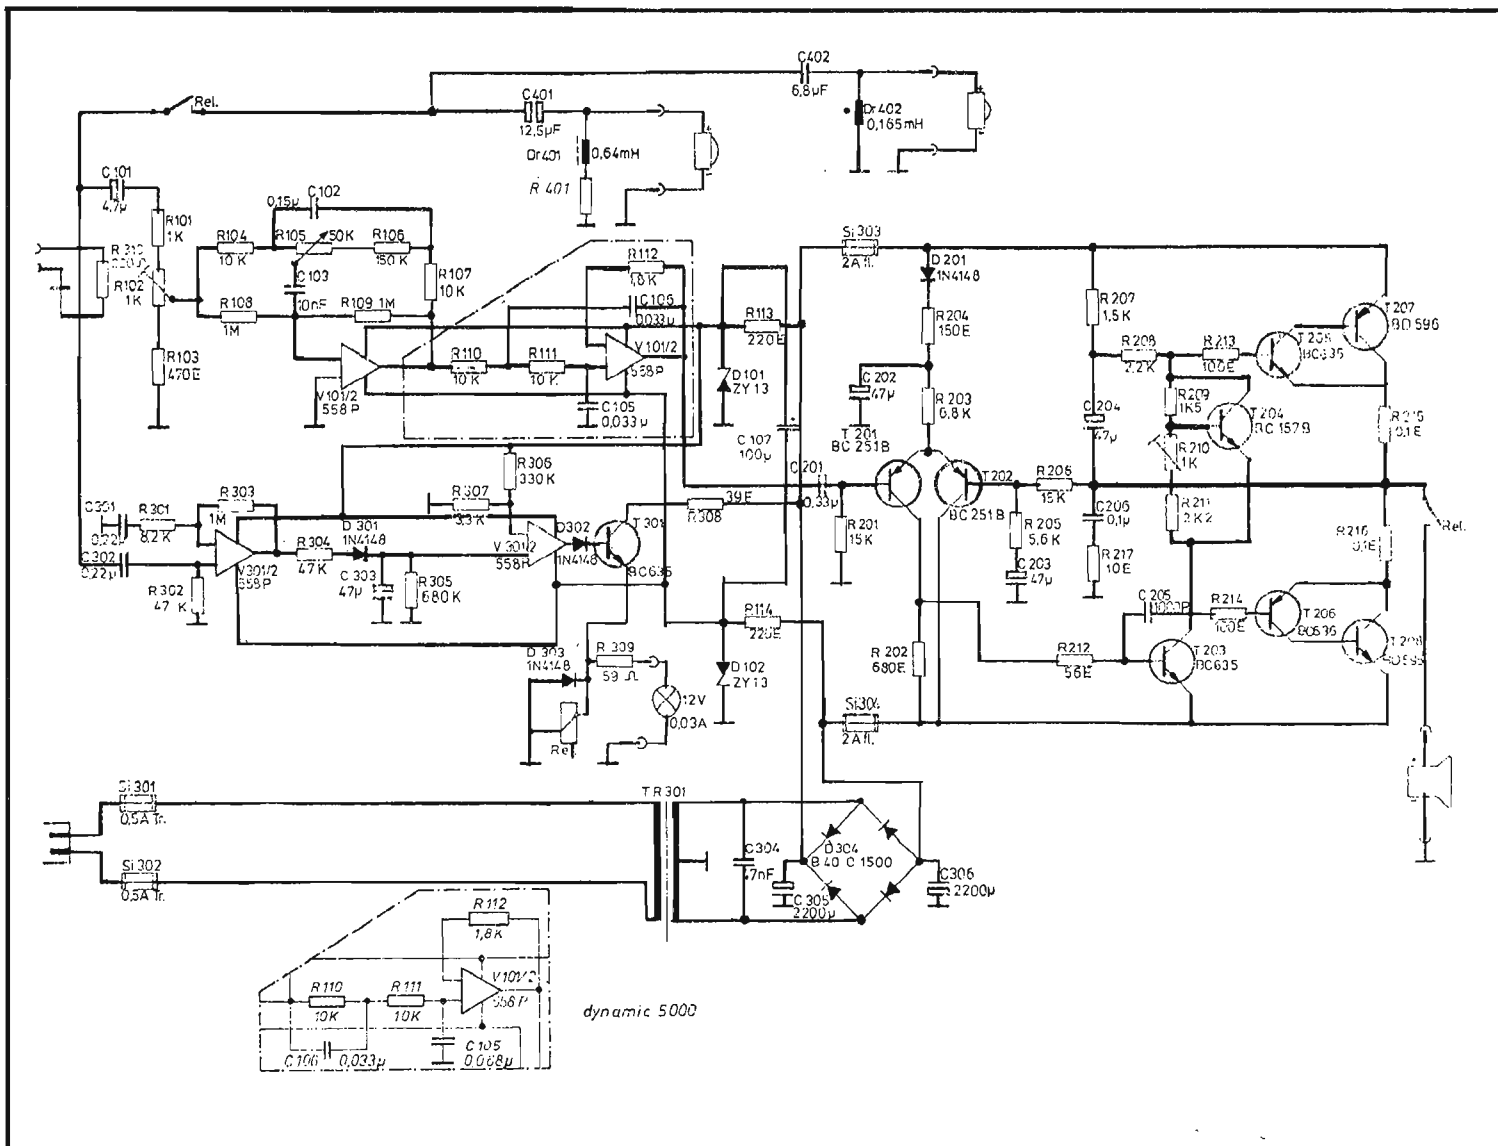 C402
6,8µF
Rel.
C401
12,5µF
Dr402
0,165mH
Dr401
0,64mH
R 401
C101
4,7µ
C102
0,15µ
R101
1K
R104
10K
R105
50K
R106
150K
R102
1K
C103
10nF
R107
10K
R108
1M
R109 1M
R103
470E
V101/2
558P
R112
1,8K
C106
0,033µ
R110
10K
R111
10K
V101/2
558P
C105
0,033µ
R113
220E
D101
ZY13
C107
100µ
Si303
2A fl.
D201
1N4148
R204
150E
C202
47µ
R203
6,8K
T201
BC251B
T202
BC251B
C201
0,33µ
R201
15K
R206
15K
R205
5,6K
C203
47µ
R207
1,5K
R208
2,2K
R213
100E
BC635
T207
BD596
R209
1K5
T204
BC157B
C204
47µ
R210
1K
0,1E
C206
0,1µ
R211
2K2
R217
10E
R216
0,1E
Rel.
C205
1000P
R214
100E
T206
BC636
T203
BC635
R212
56E
R202
680E
Si304
2A fl.
C301
0,22µ
R301
8,2K
R303
1M
C302
0,22µ
R302
47K
V301/2
558P
R304
47K
D301
1N4148
C303
47µ
R305
680K
R306
330K
R307
3,3K
V301/2
558P
D302
1N4148
T301
BC635
R308
39E
R114
220E
D102
ZY13
D303
1N4148
R309
59 Ω
Rel.
12V
0,03A
Si301
0,5A Tr.
Si302
0,5A Tr.
TR301
C304
47nF
D304
B40 C1500
C305
2200µ
C306
2200µ
R112
1,8K
R110
10K
R111
10K
V101/2
558P
C106
0,033µ
C105
0,068µ
dynamic 5000